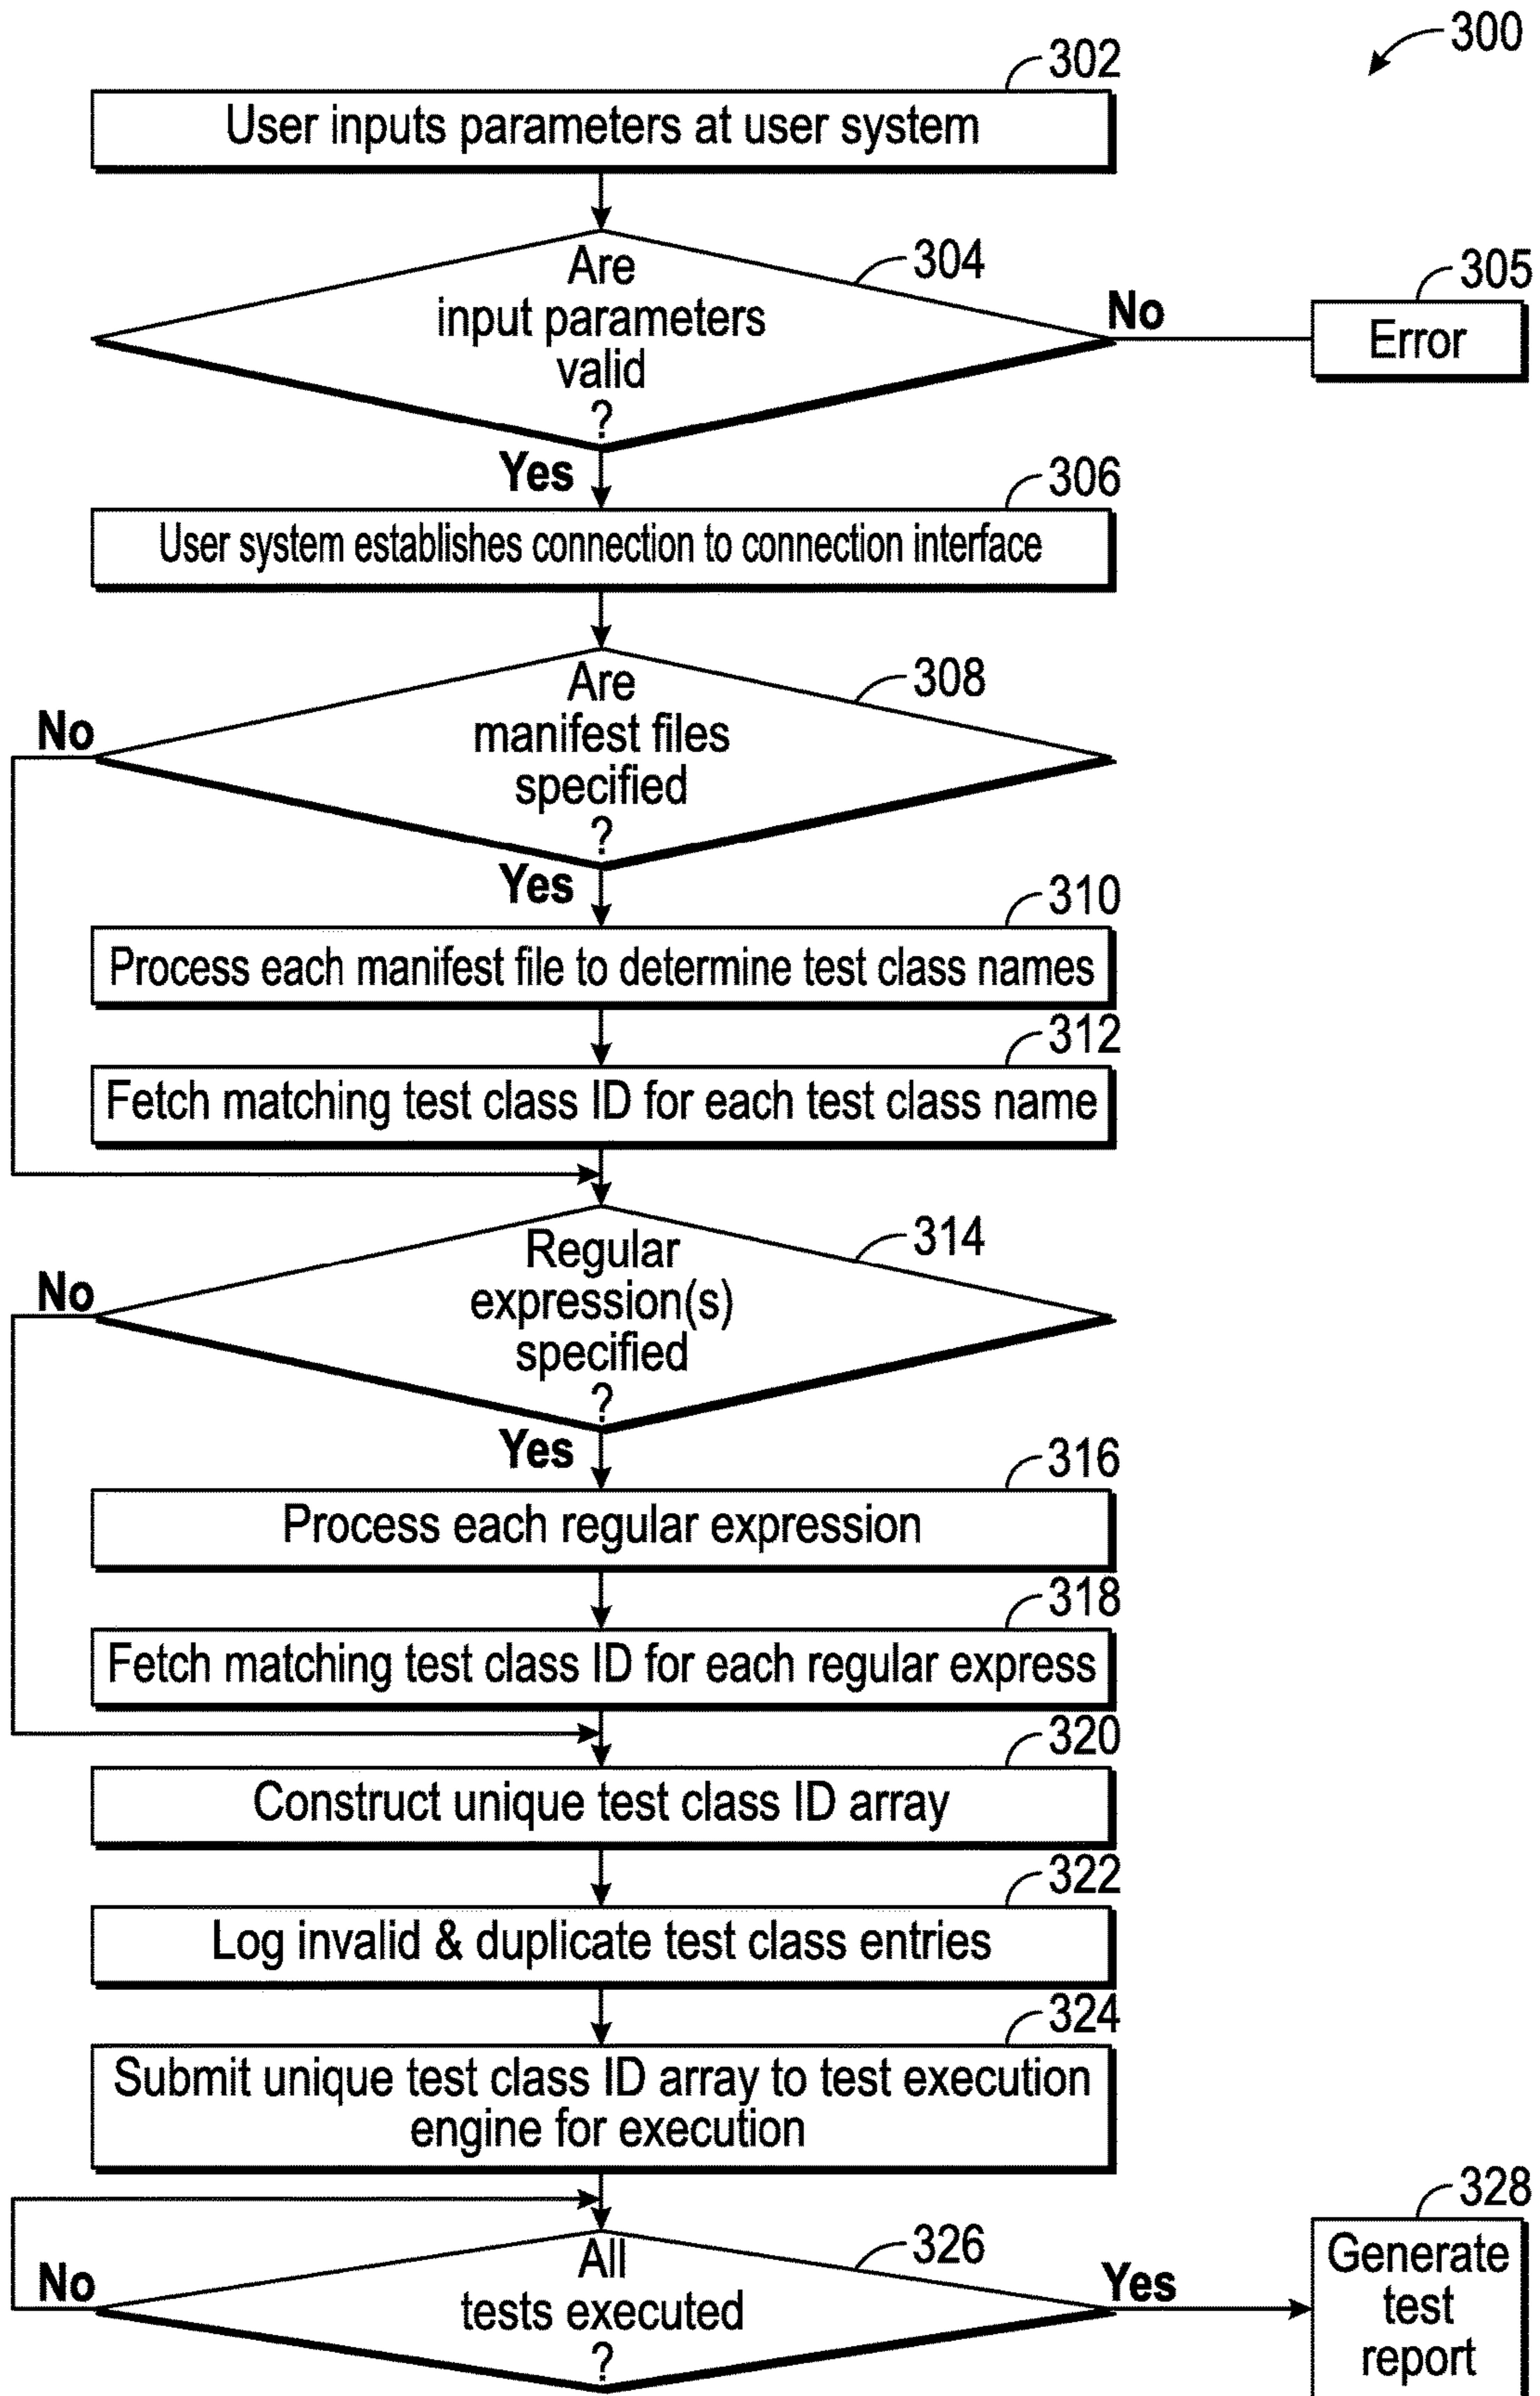 300
302
User inputs parameters at user system
304
Are
input parameters
valid
?
No
305
Error
Yes
306
User system establishes connection to connection interface
308
Are
manifest files
specified
?
No
Yes
310
Process each manifest file to determine test class names
312
Fetch matching test class ID for each test class name
314
Regular
expression(s)
specified
?
No
Yes
316
Process each regular expression
318
Fetch matching test class ID for each regular express
320
Construct unique test class ID array
322
Log invalid & duplicate test class entries
324
Submit unique test class ID array to test execution
engine for execution
326
All
tests executed
?
No
Yes
328
Generate
test
report